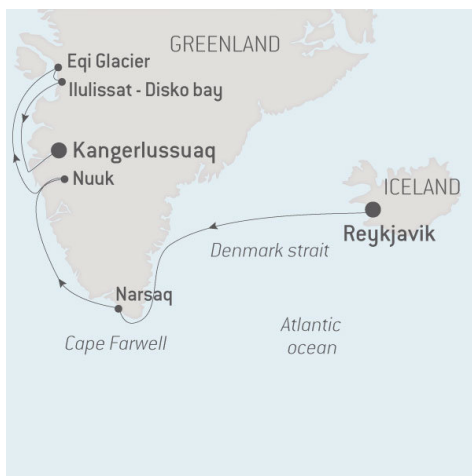 GREENLAND
Eqi Glacier
Ilulissat - Disko bay
Kangerlussuaq
Nuuk
ICELAND
Reykjavik
Denmark strait
Narsaq
Cape Farwell
Atlantic
ocean